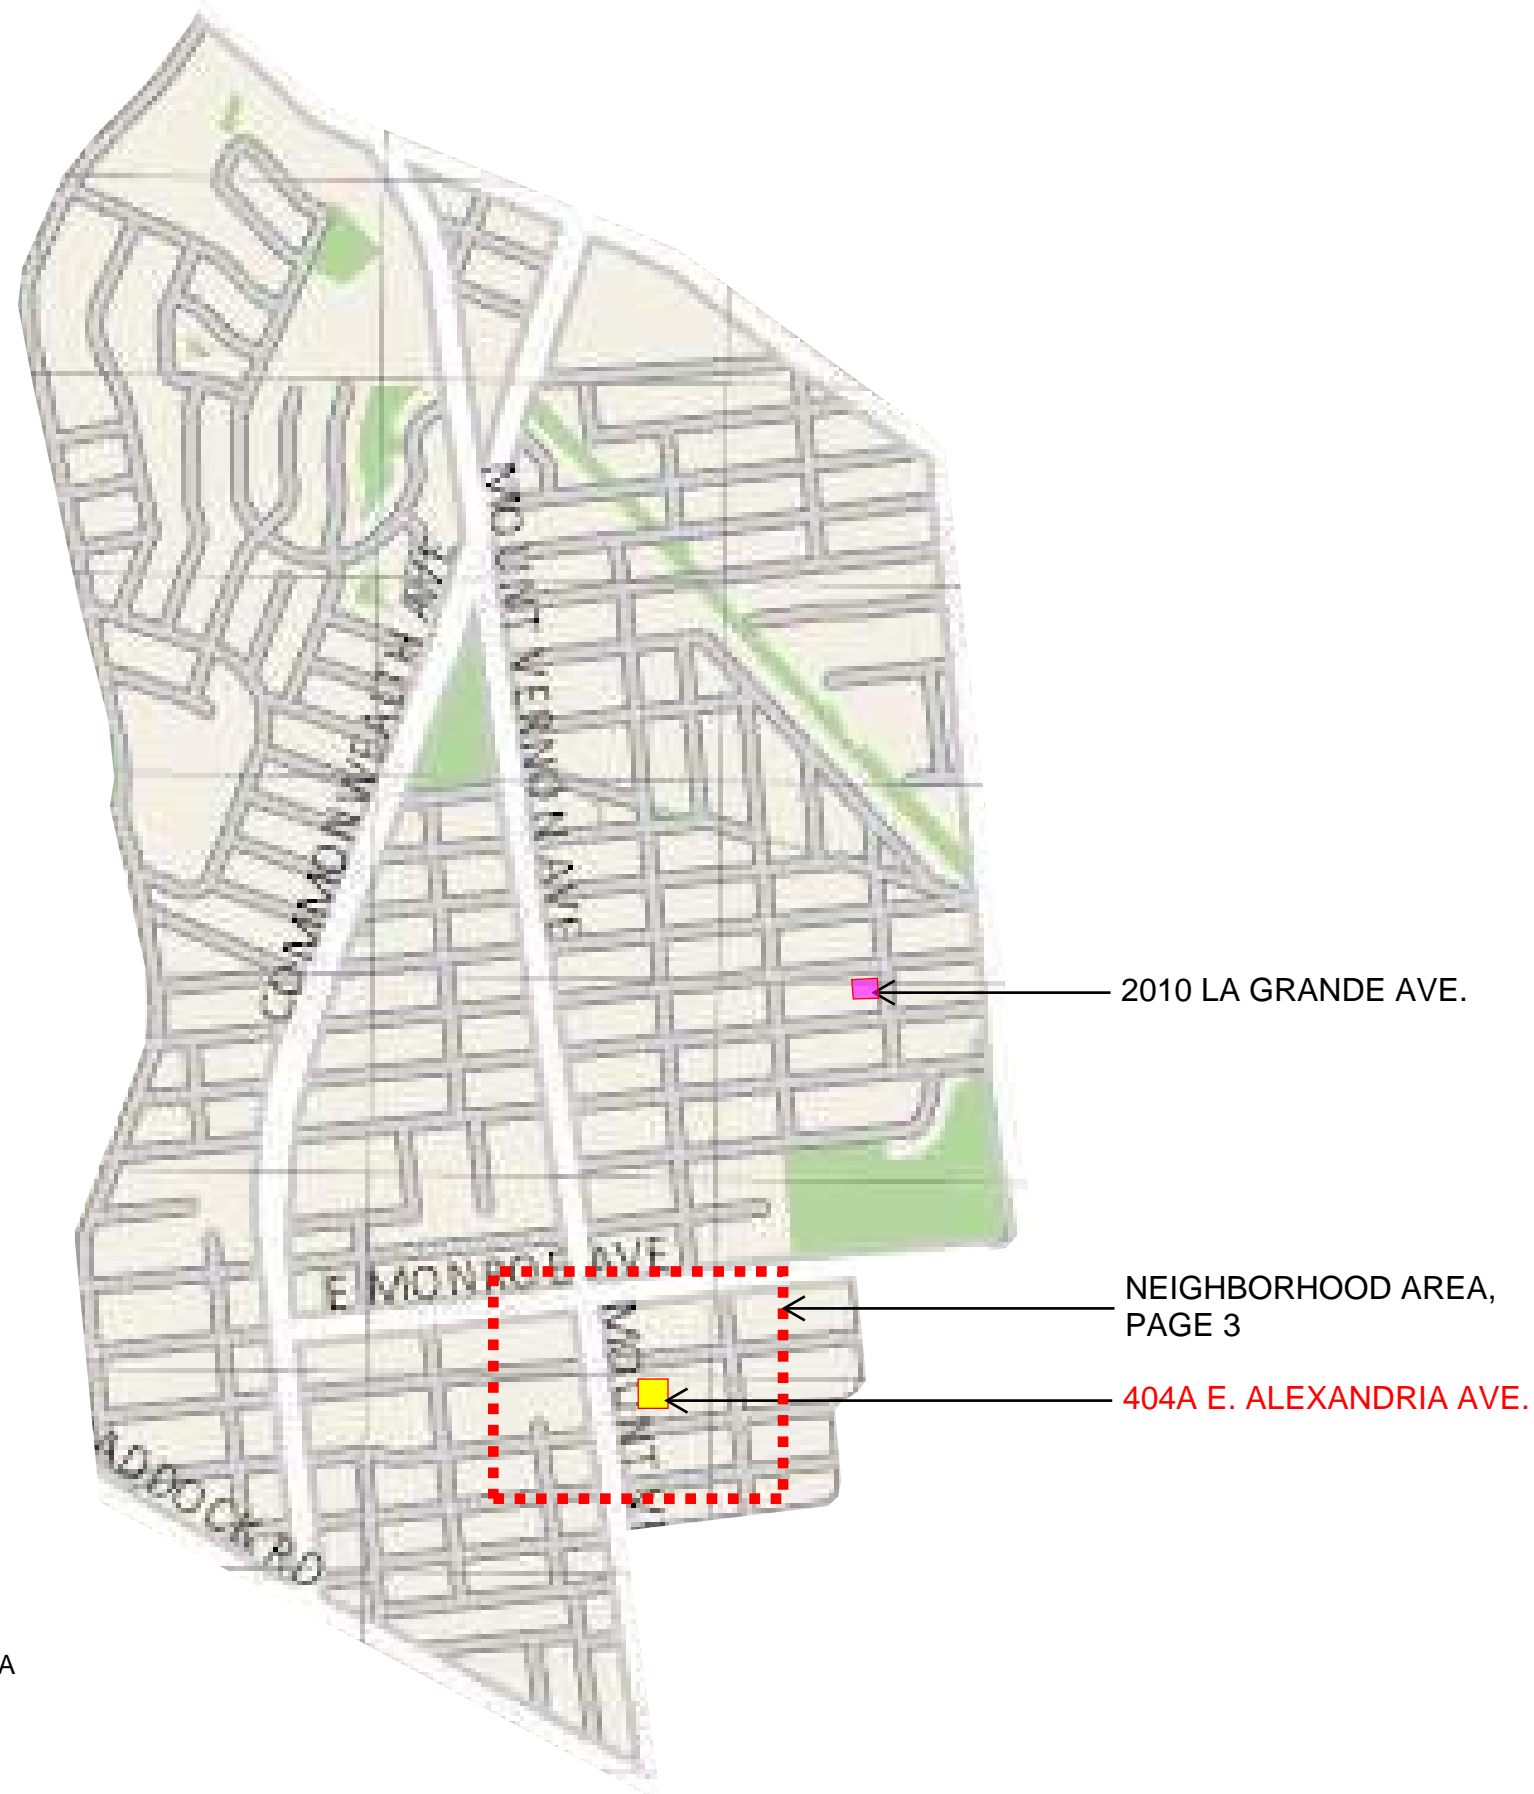 MOUNT VERNON AVE
COMMONWEALTH AVE
2010 LA GRANDE AVE.
E MONROE AVE
NEIGHBORHOOD AREA,
PAGE 3
MOUNT V
404A E. ALEXANDRIA AVE.
ADDOCK RD
A